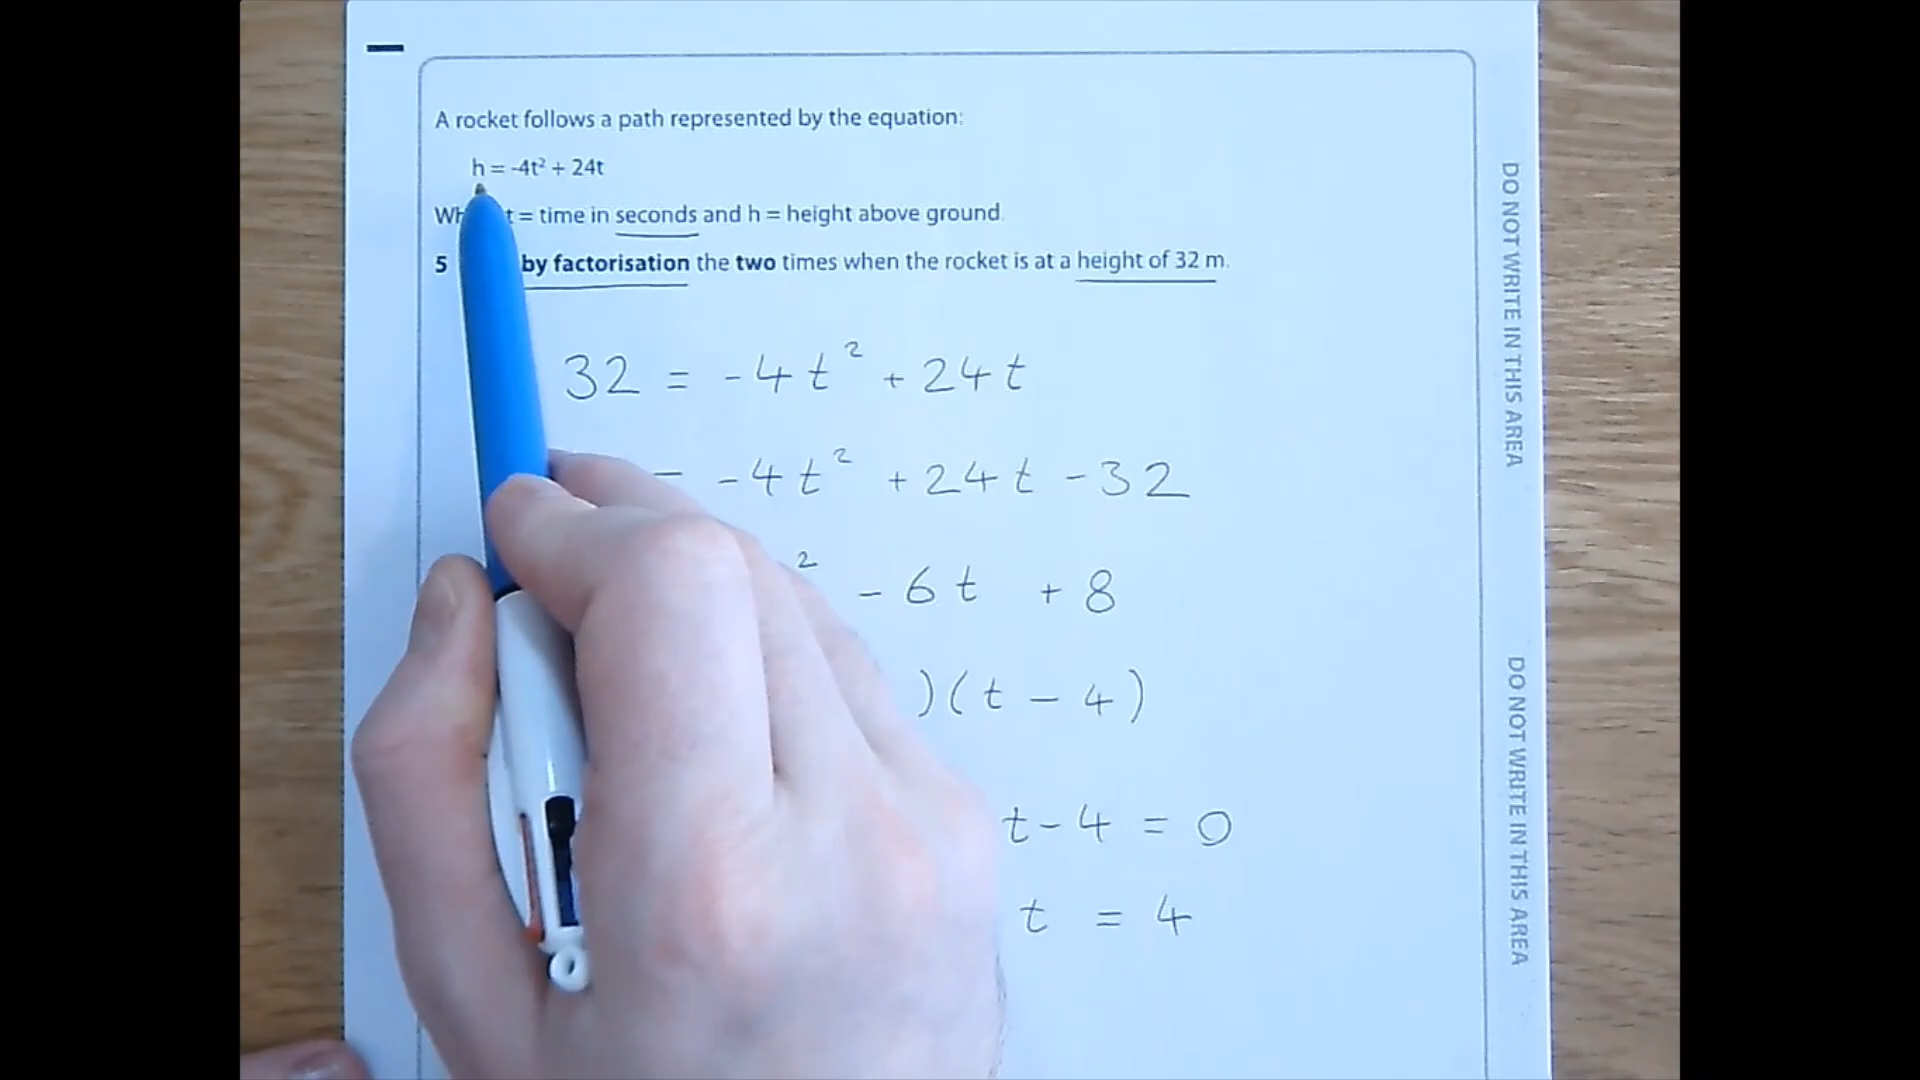 A rocket follows a path represented by the equation:
h = -4t² + 24t
t = time in seconds and h = height above ground
5 by factorisation the two times when the rocket is at a height of 32 m.
32 = -4t² + 24t
= -4t² + 24t - 32
² - 6t + 8
)(t - 4)
t - 4 = 0
t = 4
DO NOT WRITE IN THIS AREA
DO NOT WRITE IN THIS AREA